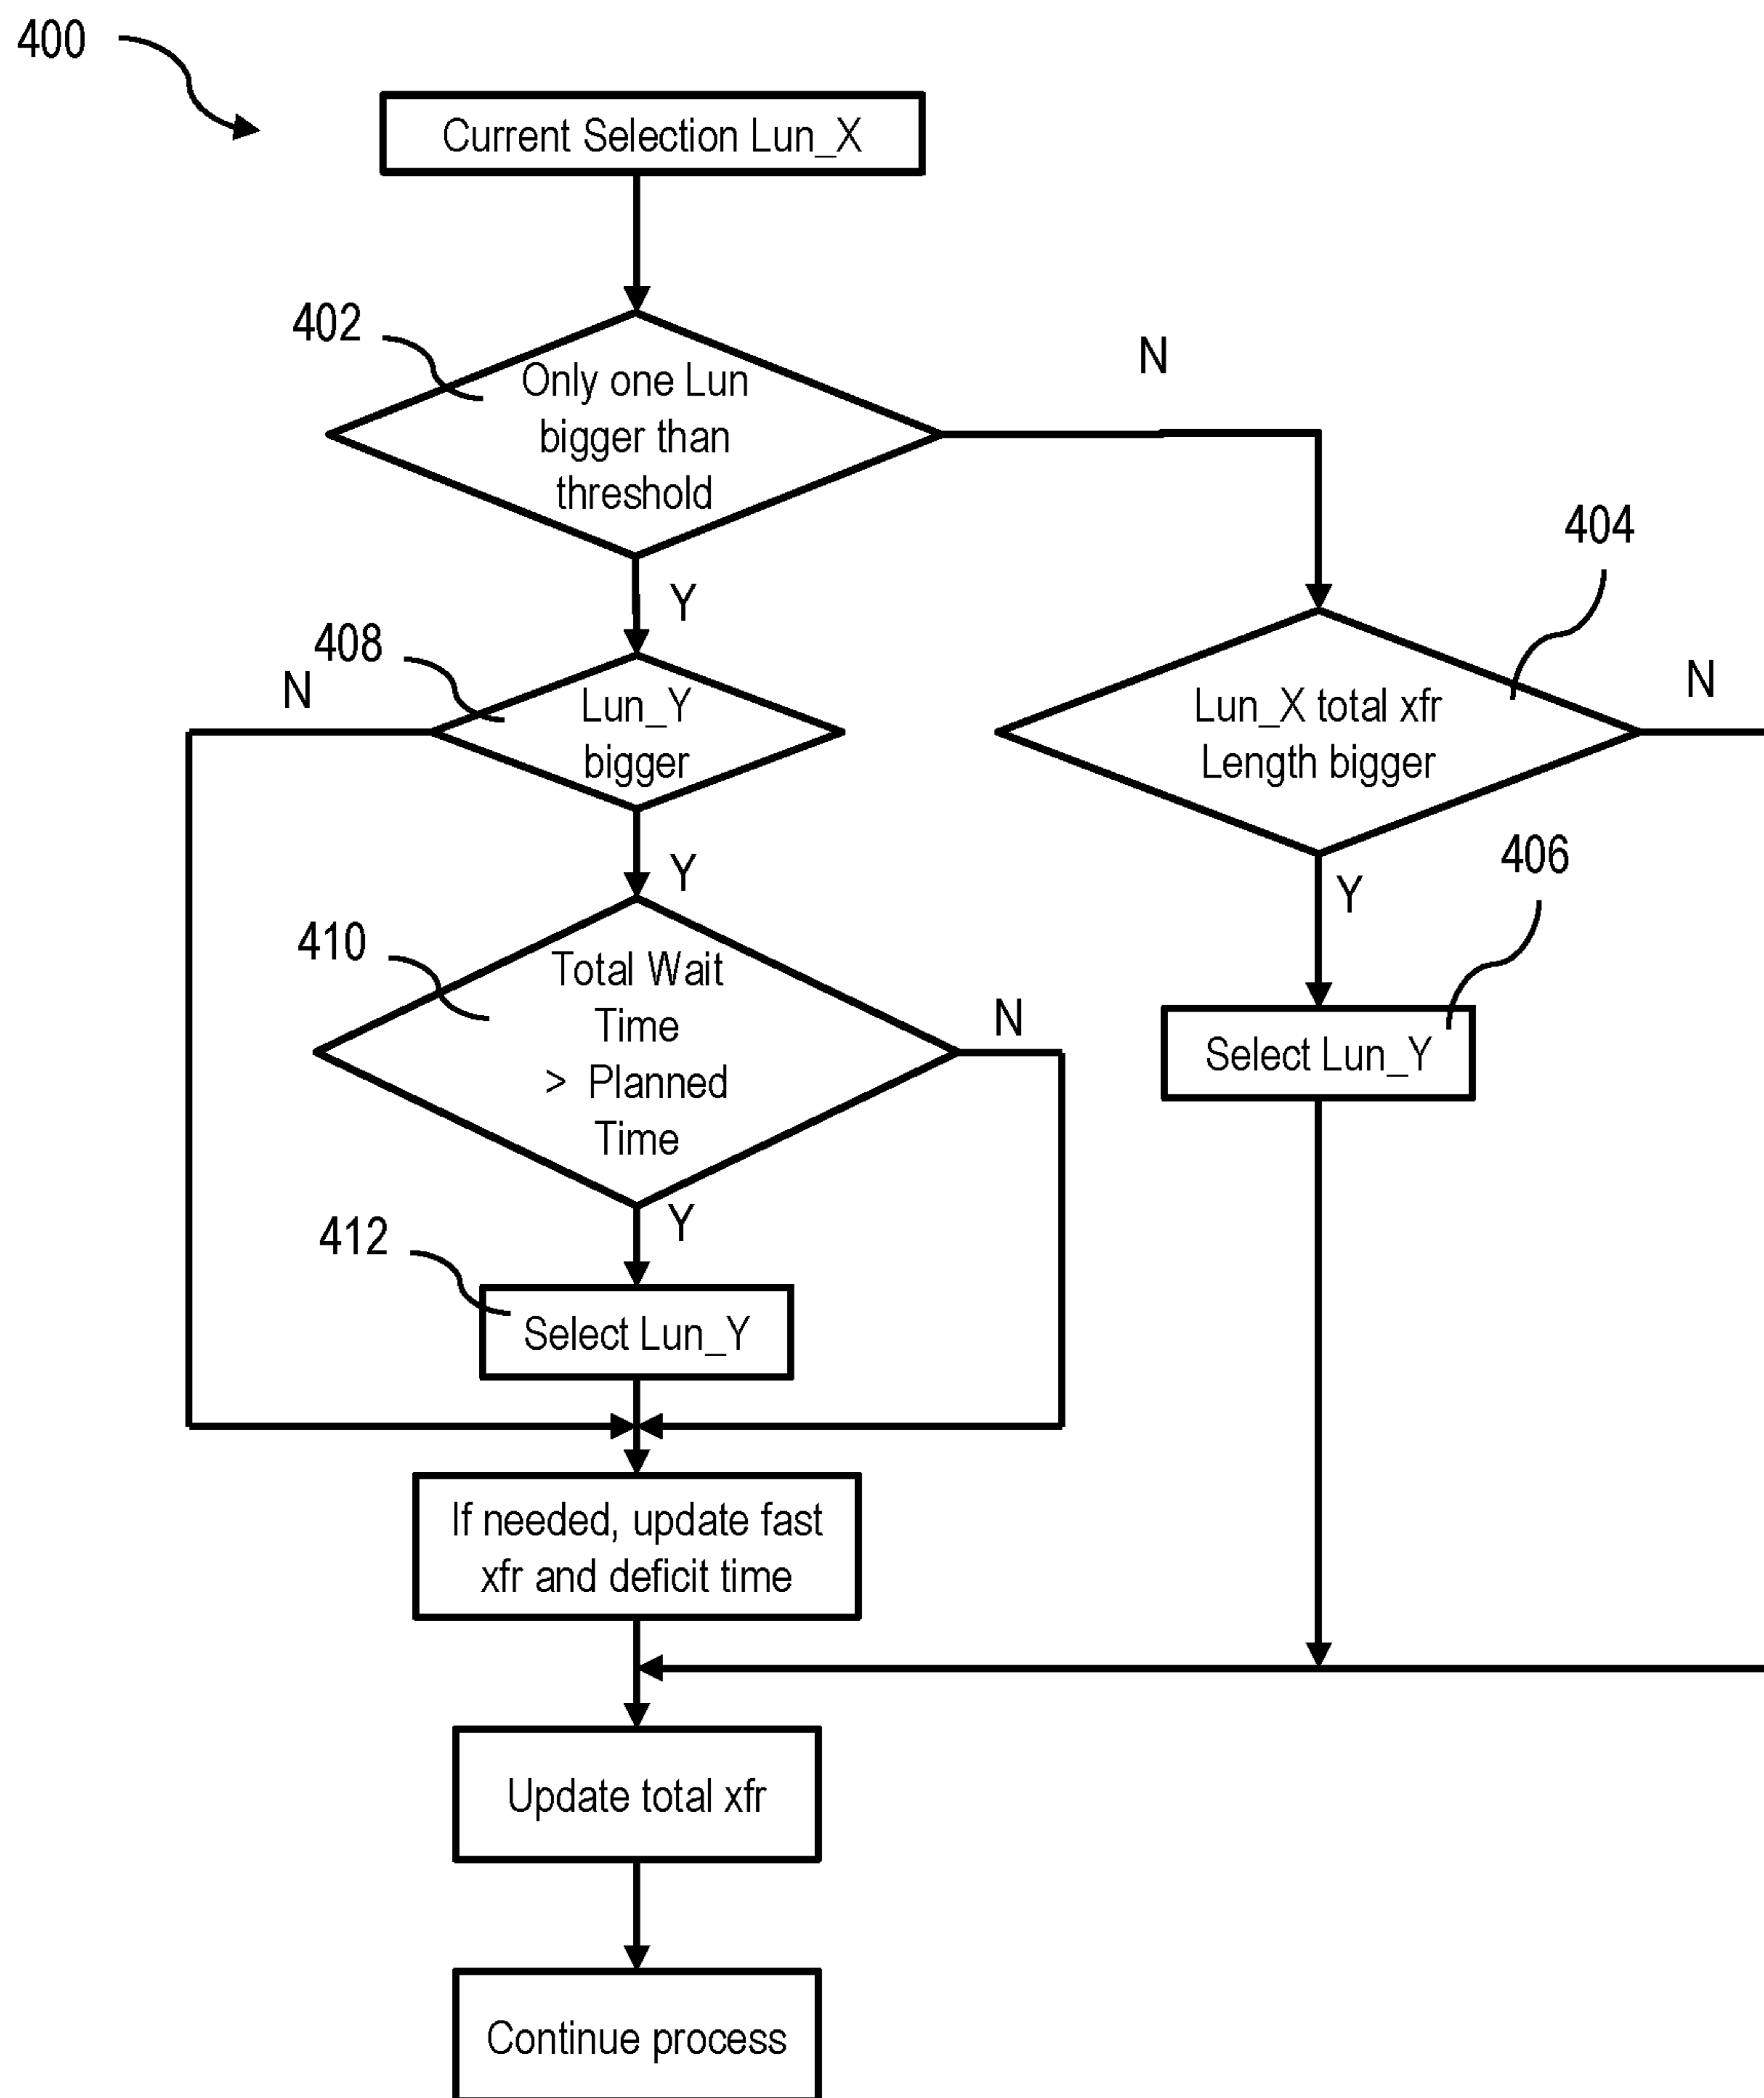 400
Current Selection Lun_X
402
Only one Lun
bigger than
threshold
N
Y
404
408
N
Lun_Y
bigger
Lun_X total xfr
Length bigger
N
Y
406
Y
410
Total Wait
Time
> Planned
Time
N
Select Lun_Y
Y
412
Select Lun_Y
If needed, update fast
xfr and deficit time
Update total xfr
Continue process